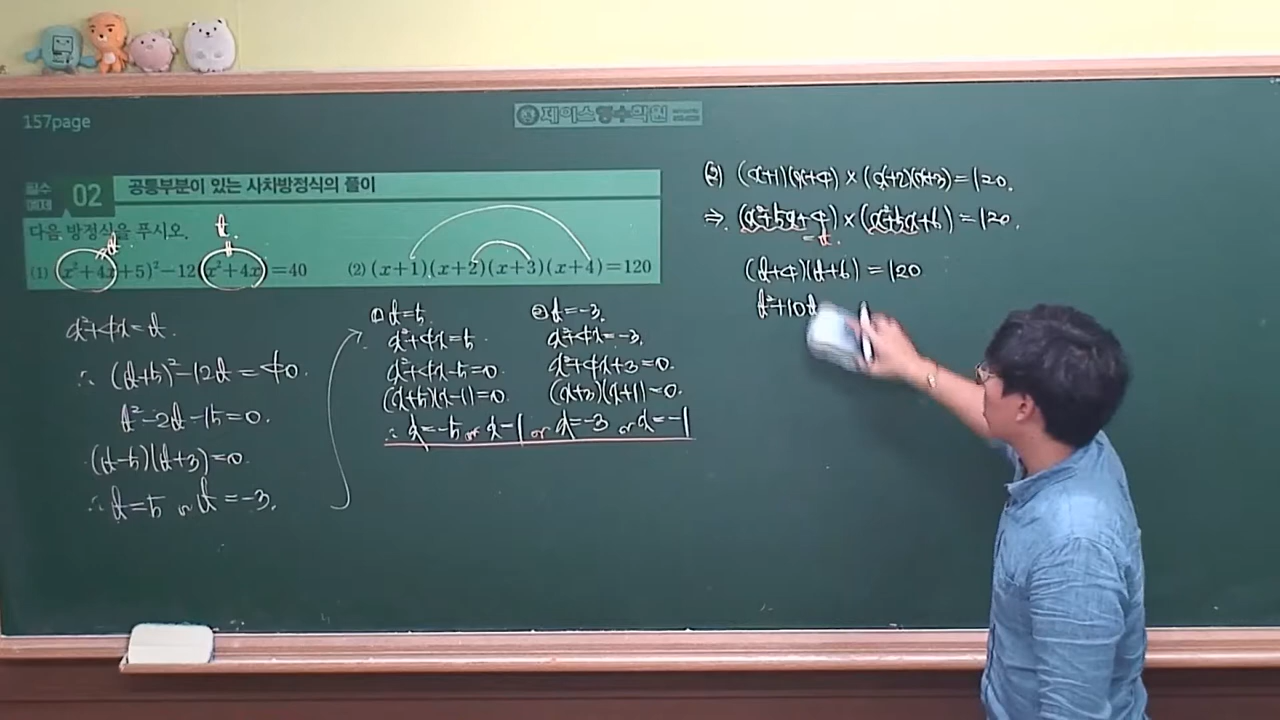 157page
제이스영수학원
필수 예제 02 공통부분이 있는 사차방정식의 풀이
다음 방정식을 푸시오.
t t
(1) (x²+4x+5)²-12(x²+4x)=40 (2) (x+1)(x+2)(x+3)(x+4)=120
x²+4x=t.
∴ (t+5)²-12t=40.
t²-2t-15=0.
(t-5)(t+3)=0.
∴ t=5 or t=-3.
① t=5.
x²+4x=5.
x²+4x-5=0.
(x+5)(x-1)=0.
② t=-3.
x²+4x=-3.
x²+4x+3=0.
(x+3)(x+1)=0.
∴ x=-5 or x=1 or x=-3 or x=-1
(2) (x+1)(x+4)×(x+2)(x+3)=120.
⇒. (x²+5x+4)×(x²+5x+6)=120.
=t.
(t+4)(t+6)=120
t²+10t